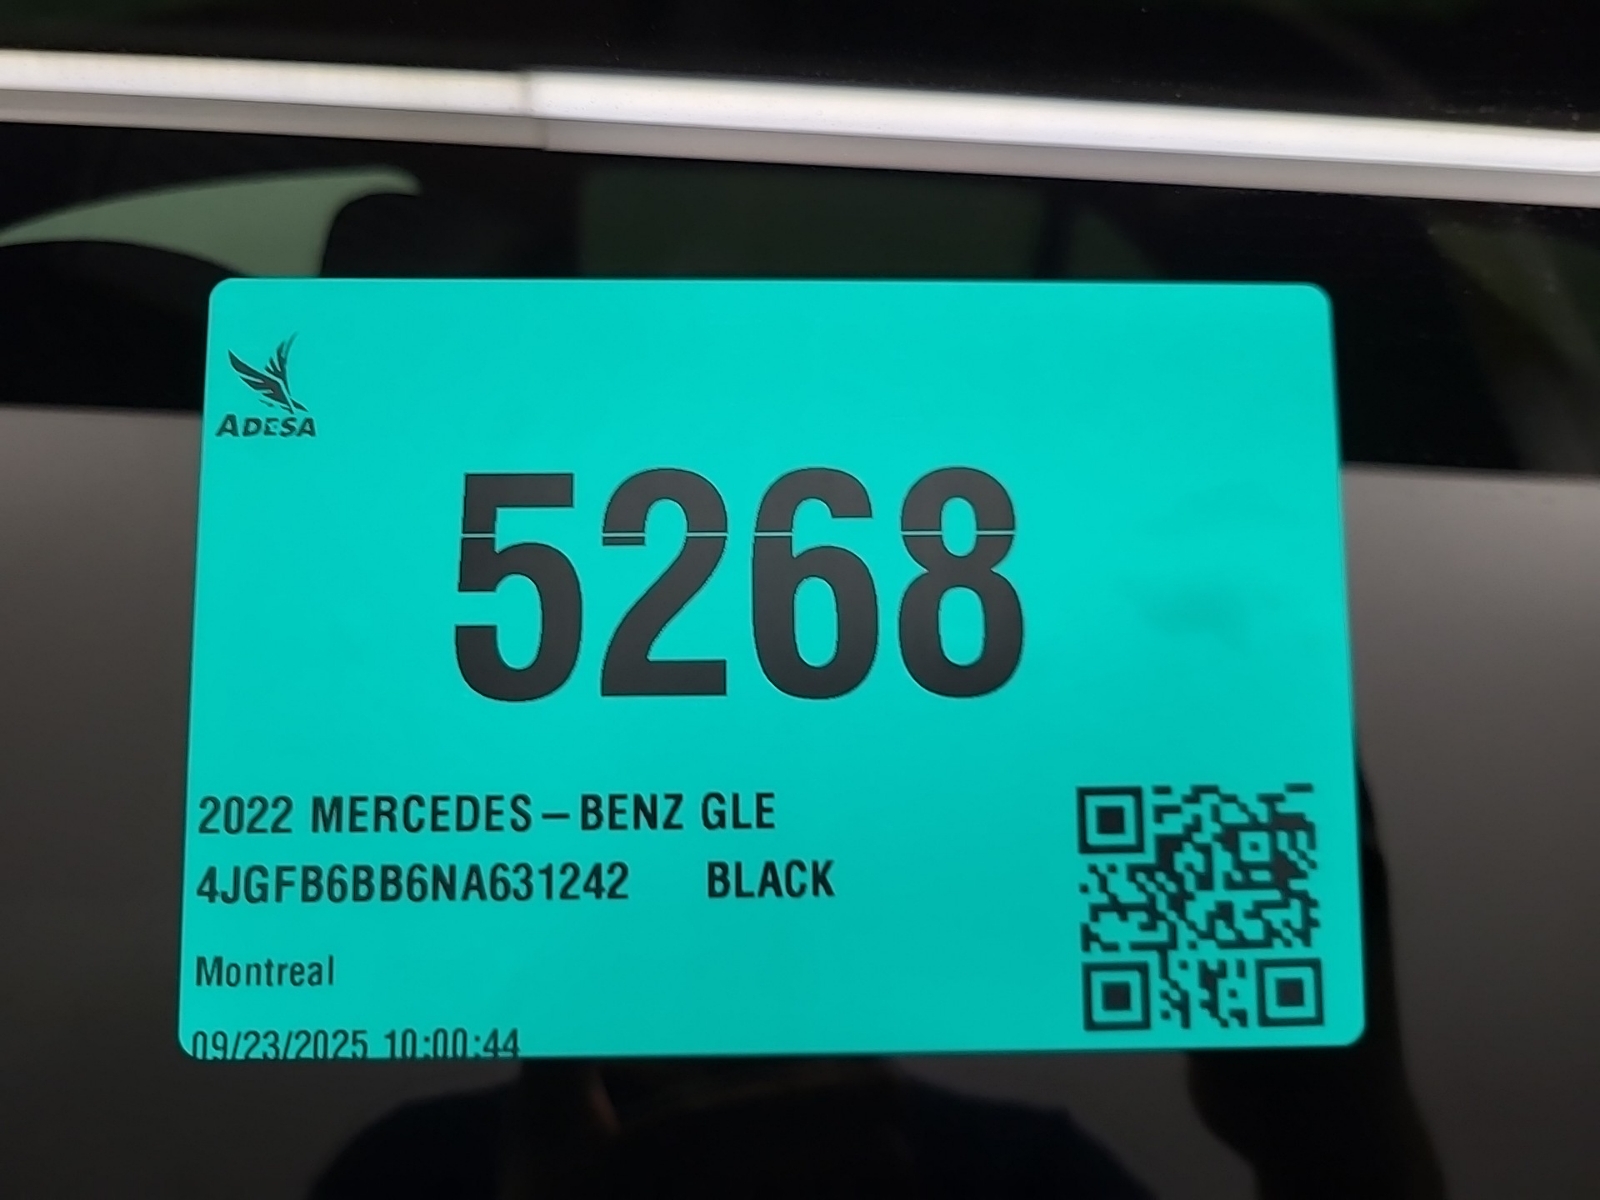 ADESA
5268
2022 MERCEDES-BENZ GLE
4JGFB6BB6NA631242 BLACK
Montreal
09/23/2025 10:00:44